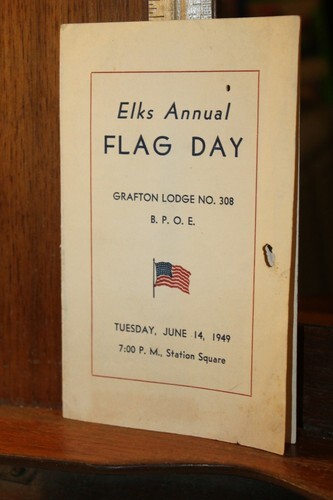 Elks Annual
FLAG DAY
GRAFTON LODGE NO. 308
B. P. O. E.
TUESDAY, JUNE 14, 1949
7:00 P. M., Station Square